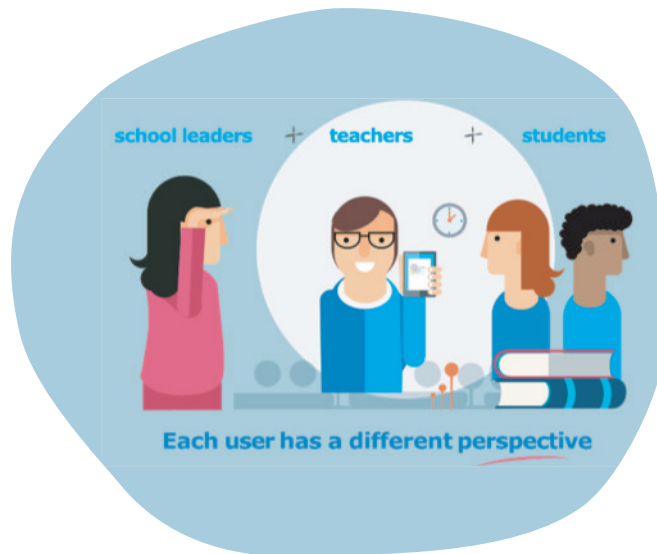 school leaders + teachers + students
Each user has a different perspective